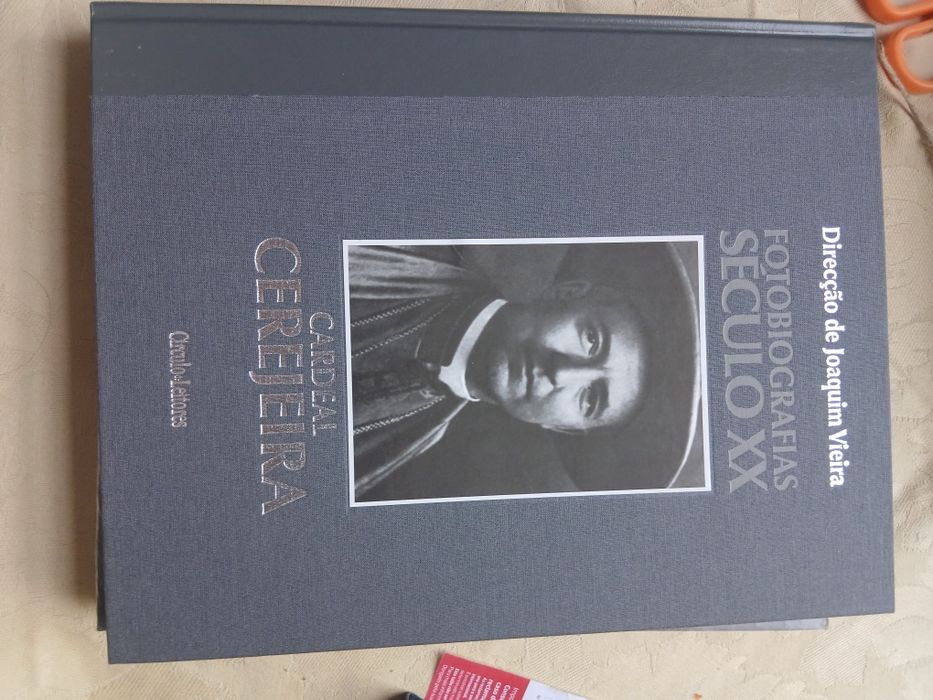 Direcção de Joaquim Vieira
FOTOBIOGRAFIAS
SÉCULO XX
CARDEAL
CEREJEIRA
Círculo de Leitores